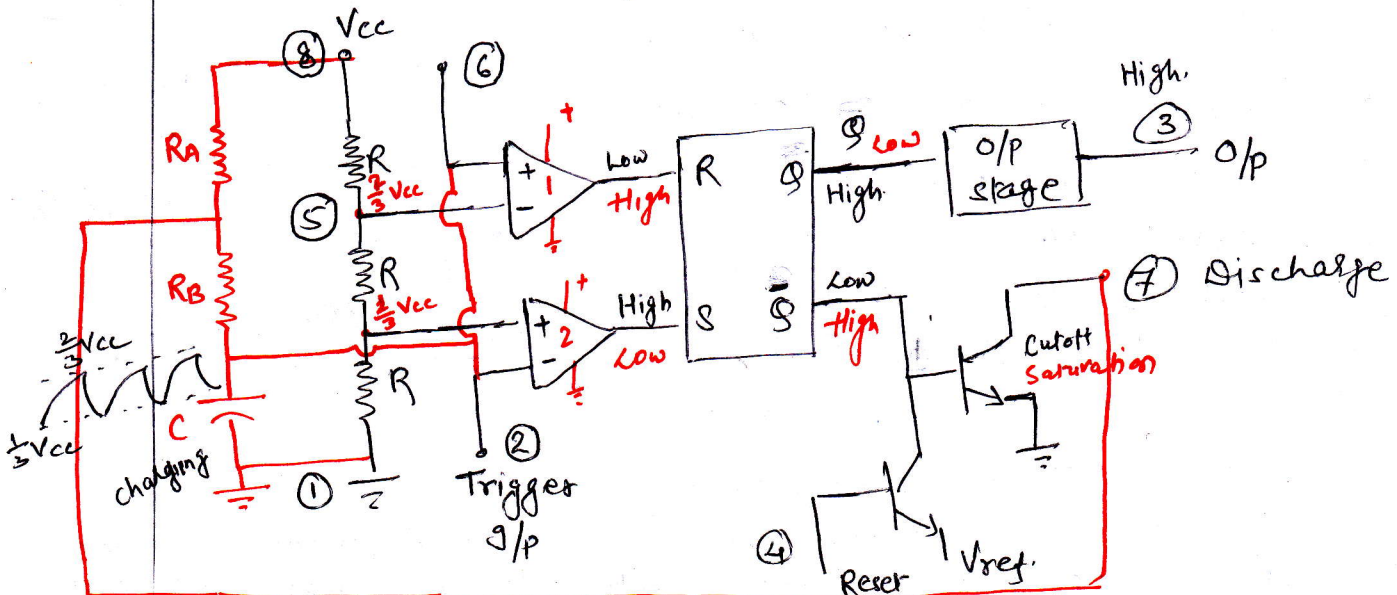 ⑧ Vcc
⑥
High.
③
O/p
RA
R
2/3 Vcc
+
+
1
−
Low
High
R
Q
Q Low
High
O/P
stage
⑤
RB
R
1/3 Vcc
+
+
2
−
High
Low
S
Q̅
Low
High
⑦ Discharge
Cutoff
Saturation
2/3 Vcc
1/3 Vcc
C
charging
R
①
②
Trigger
I/p
④
Reset
Vref.